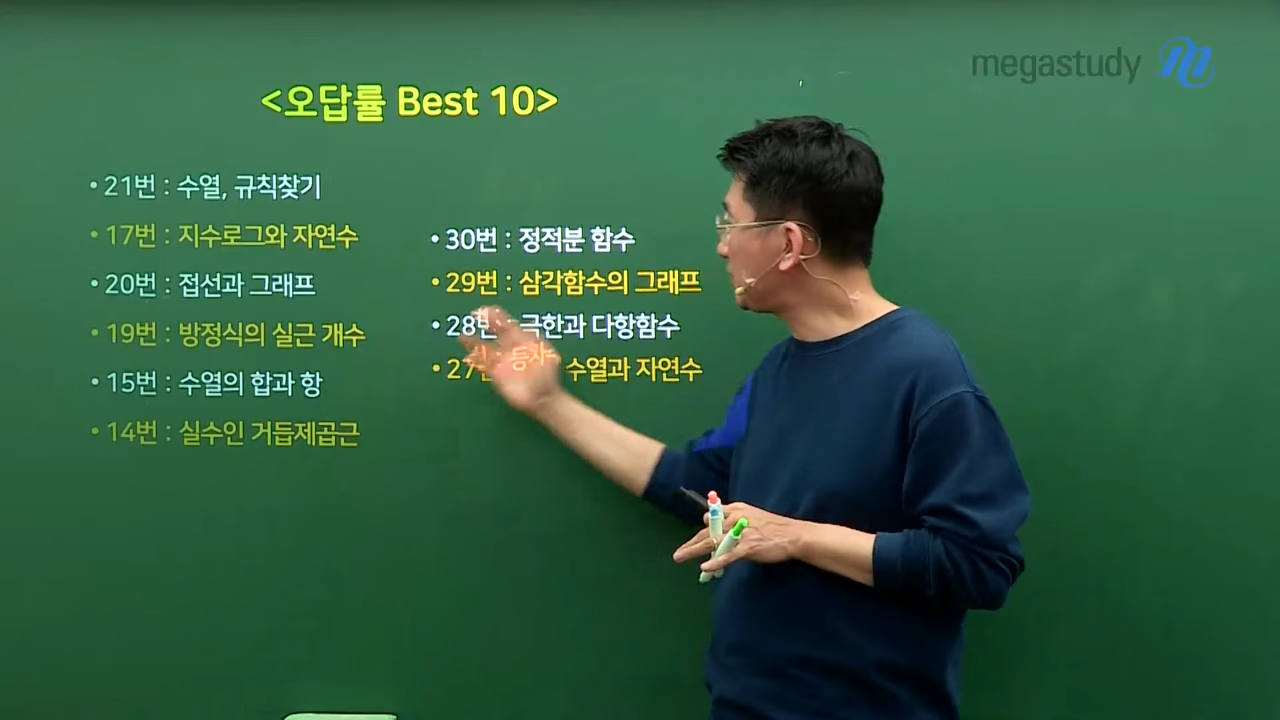 megastudy
<오답률 Best 10>
• 21번 : 수열, 규칙찾기
• 17번 : 지수로그와 자연수
• 20번 : 접선과 그래프
• 19번 : 방정식의 실근 개수
• 15번 : 수열의 합과 항
• 14번 : 실수인 거듭제곱근
• 30번 : 정적분 함수
• 29번 : 삼각함수의 그래프
• 28번 : 극한과 다항함수
• 27번 : 등차 수열과 자연수